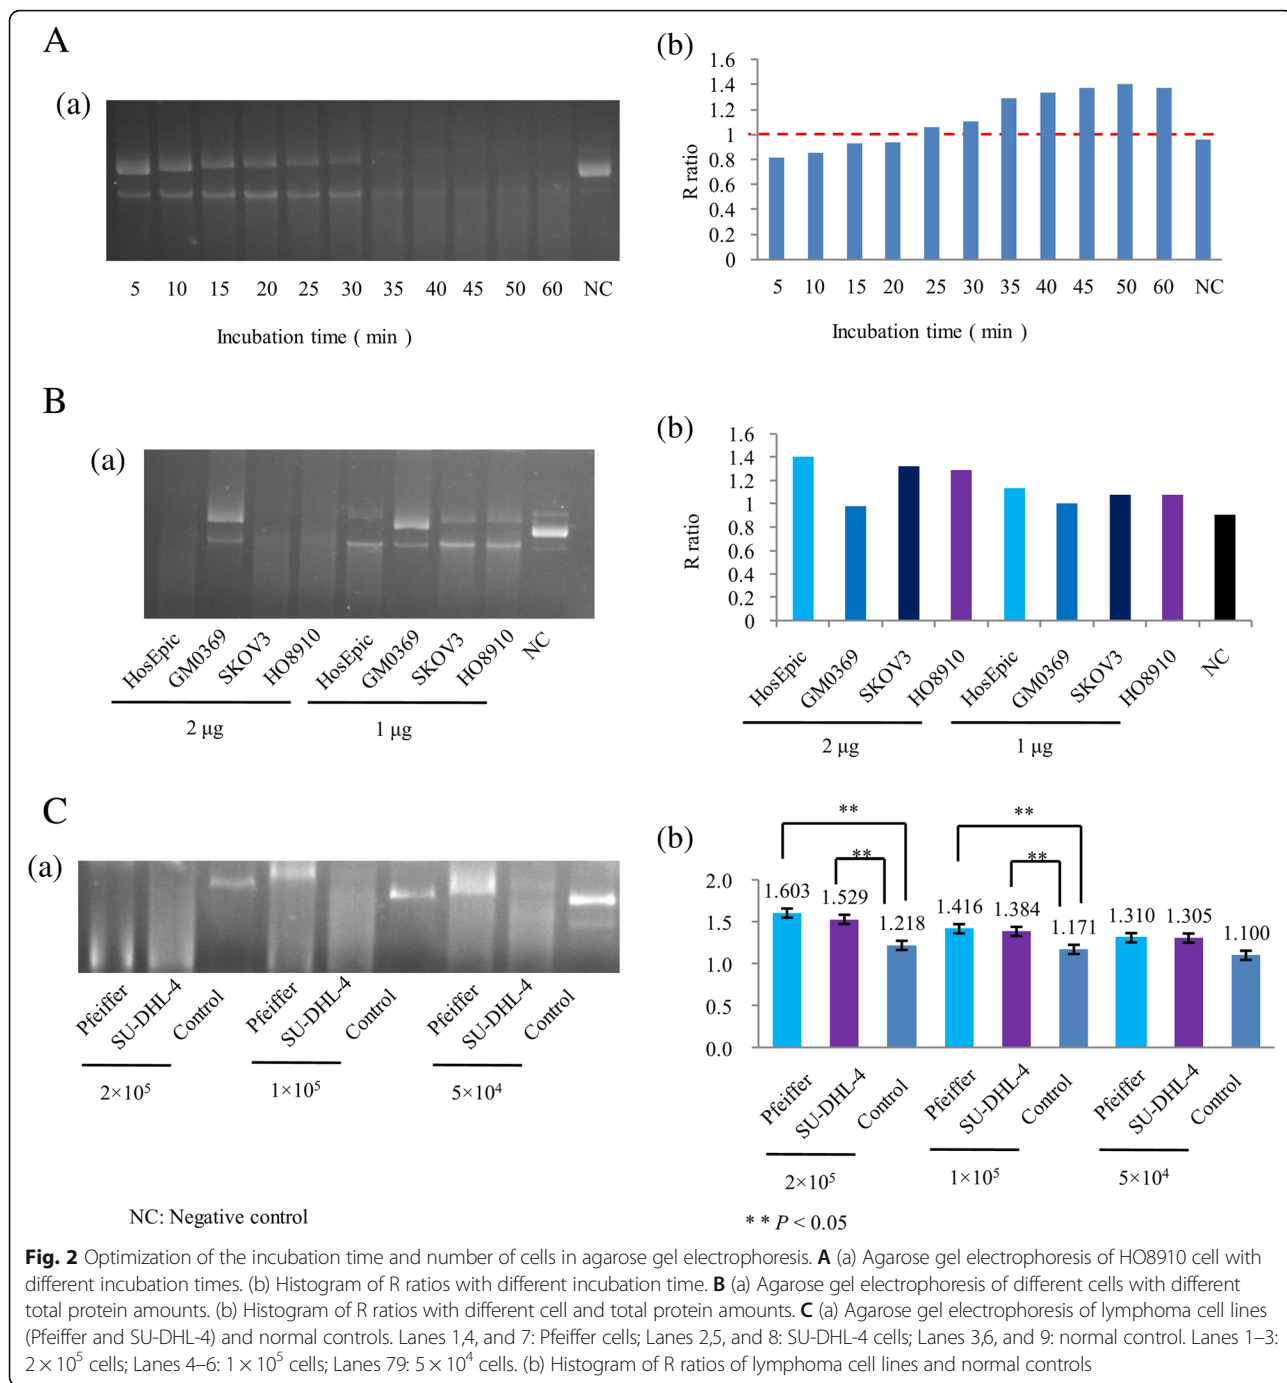 A
(a)
5 10 15 20 25 30 35 40 45 50 60 NC
Incubation time ( min )
(b)
1.6
1.4
1.2
1
0.8
0.6
0.4
0.2
0
R ratio
5 10 15 20 25 30 35 40 45 50 60 NC
Incubation time ( min )
B
(a)
HosEpic GM0369 SKOV3 HO8910 HosEpic GM0369 SKOV3 HO8910 NC
2 μg 1 μg
(b)
1.6
1.4
1.2
1
0.8
0.6
0.4
0.2
0
R ratio
HosEpic GM0369 SKOV3 HO8910 HosEpic GM0369 SKOV3 HO8910 NC
2 μg 1 μg
C
(a)
Pfeiffer SU-DHL-4 Control Pfeiffer SU-DHL-4 Control Pfeiffer SU-DHL-4 Control
2×10⁵ 1×10⁵ 5×10⁴
NC: Negative control
(b)
** **
** **
2.0
1.5
1.0
0.5
0.0
1.603 1.529 1.218 1.416 1.384 1.171 1.310 1.305 1.100
Pfeiffer SU-DHL-4 Control Pfeiffer SU-DHL-4 Control Pfeiffer SU-DHL-4 Control
2×10⁵ 1×10⁵ 5×10⁴
* * P < 0.05
Fig. 2 Optimization of the incubation time and number of cells in agarose gel electrophoresis. A (a) Agarose gel electrophoresis of HO8910 cell with
different incubation times. (b) Histogram of R ratios with different incubation time. B (a) Agarose gel electrophoresis of different cells with different
total protein amounts. (b) Histogram of R ratios with different cell and total protein amounts. C (a) Agarose gel electrophoresis of lymphoma cell lines
(Pfeiffer and SU-DHL-4) and normal controls. Lanes 1,4, and 7: Pfeiffer cells; Lanes 2,5, and 8: SU-DHL-4 cells; Lanes 3,6, and 9: normal control. Lanes 1–3:
2 × 10⁵ cells; Lanes 4–6: 1 × 10⁵ cells; Lanes 79: 5 × 10⁴ cells. (b) Histogram of R ratios of lymphoma cell lines and normal controls